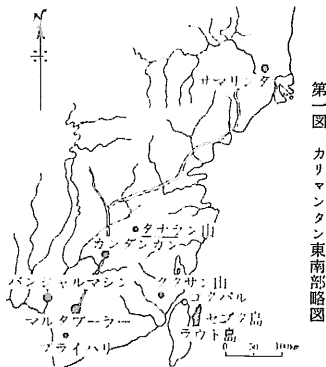 第一図 カリマンタン東南部略図
N
サマリンダ
タナラン山
カンダンガン
バンジャルマシン
クサン山
コタバル
マルタプーラー
セブク島
ラウト島
プライハリ
0 100km